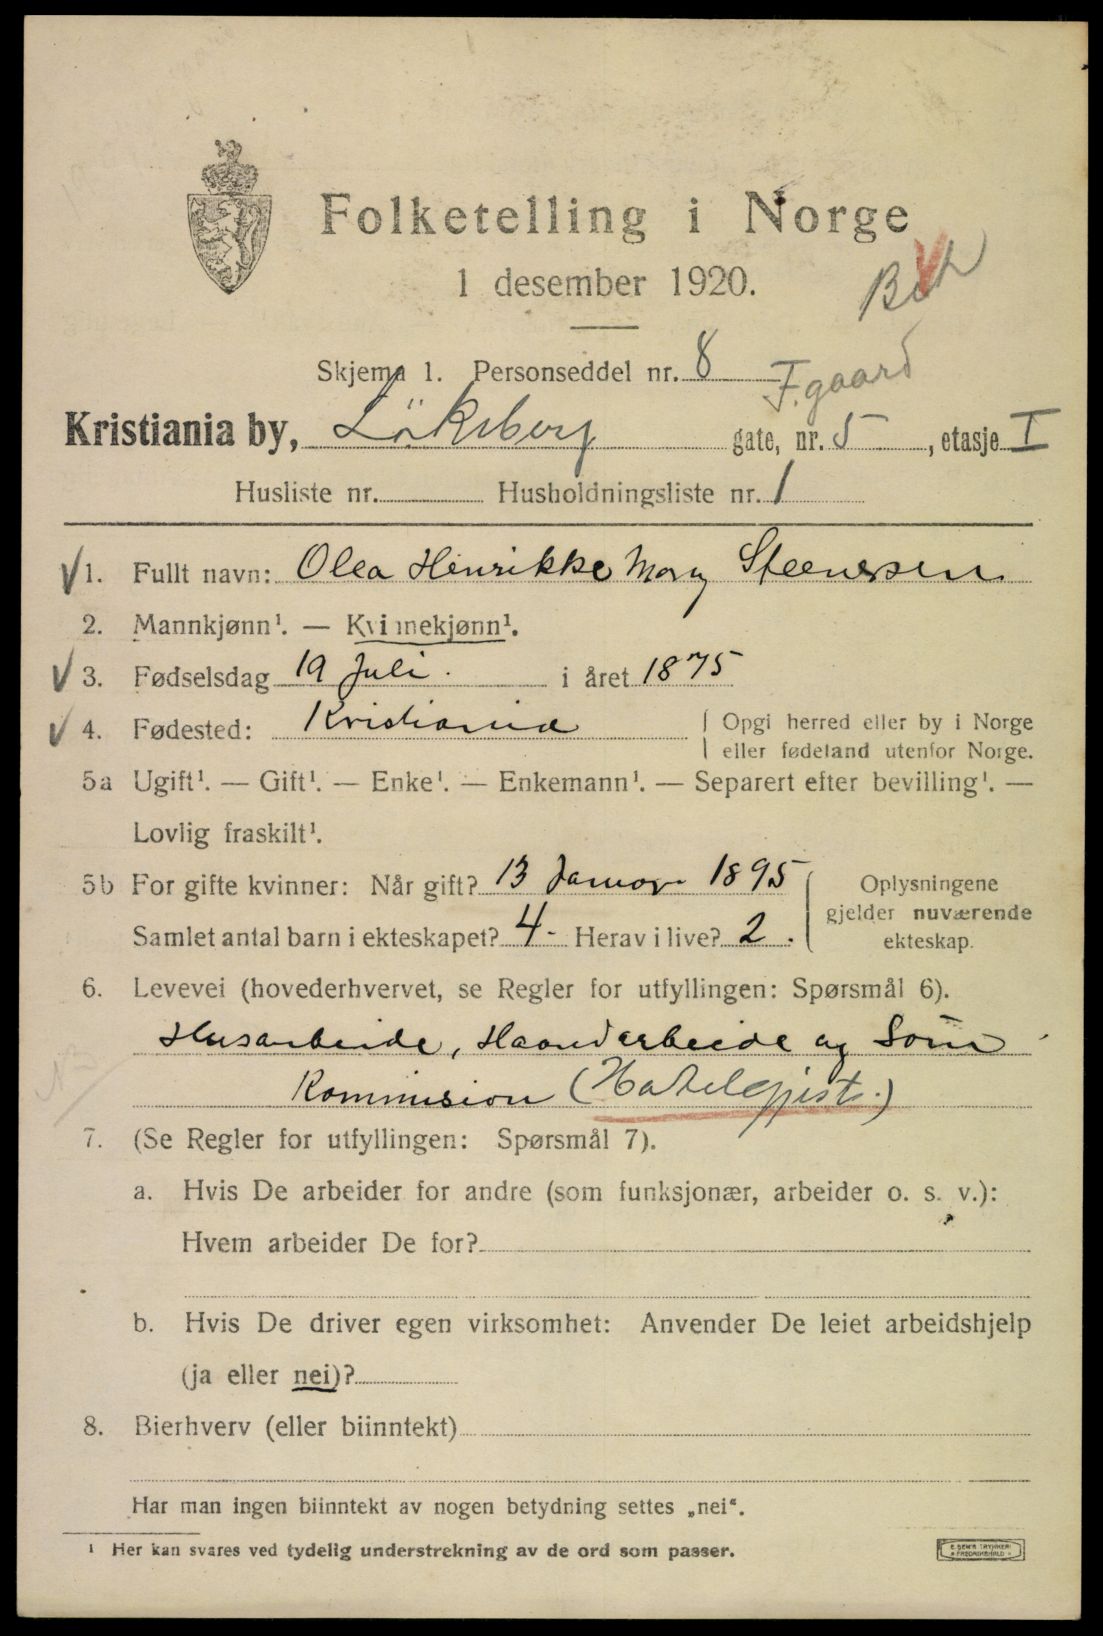 Folketelling i Norge
1 desember 1920.
Skjema 1. Personseddel nr. 8
F.gaard
Kristiania by, Løkeberg gate, nr. 5, etasje I
Husliste nr. Husholdningsliste nr. 1
1. Fullt navn: Olea Henrikke Mary Steenersen
2. Mannkjønn¹. — Kvinnekjønn¹.
3. Fødselsdag 19 Juli. i året 1875
4. Fødested: Kristiania
Opgi herred eller by i Norge
eller fødeland utenfor Norge.
5a Ugift¹. — Gift¹. — Enke¹. — Enkemann¹. — Separert efter bevilling¹. —
Lovlig fraskilt¹.
5b For gifte kvinner: Når gift? 13 Januar 1895
Samlet antal barn i ekteskapet? 4- Herav i live? 2.
Oplysningene
gjelder nuværende
ekteskap.
6. Levevei (hovederhvervet, se Regler for utfyllingen: Spørsmål 6).
Husarbeide, Haandarbeide og Som
Kommision (Hotelgjest.)
7. (Se Regler for utfyllingen: Spørsmål 7).
a. Hvis De arbeider for andre (som funksjonær, arbeider o. s. v.):
Hvem arbeider De for?
b. Hvis De driver egen virksomhet: Anvender De leiet arbeidshjelp
(ja eller nei)?
8. Bierhverv (eller biinntekt)
Har man ingen biinntekt av nogen betydning settes „nei“.
¹ Her kan svares ved tydelig understrekning av de ord som passer.